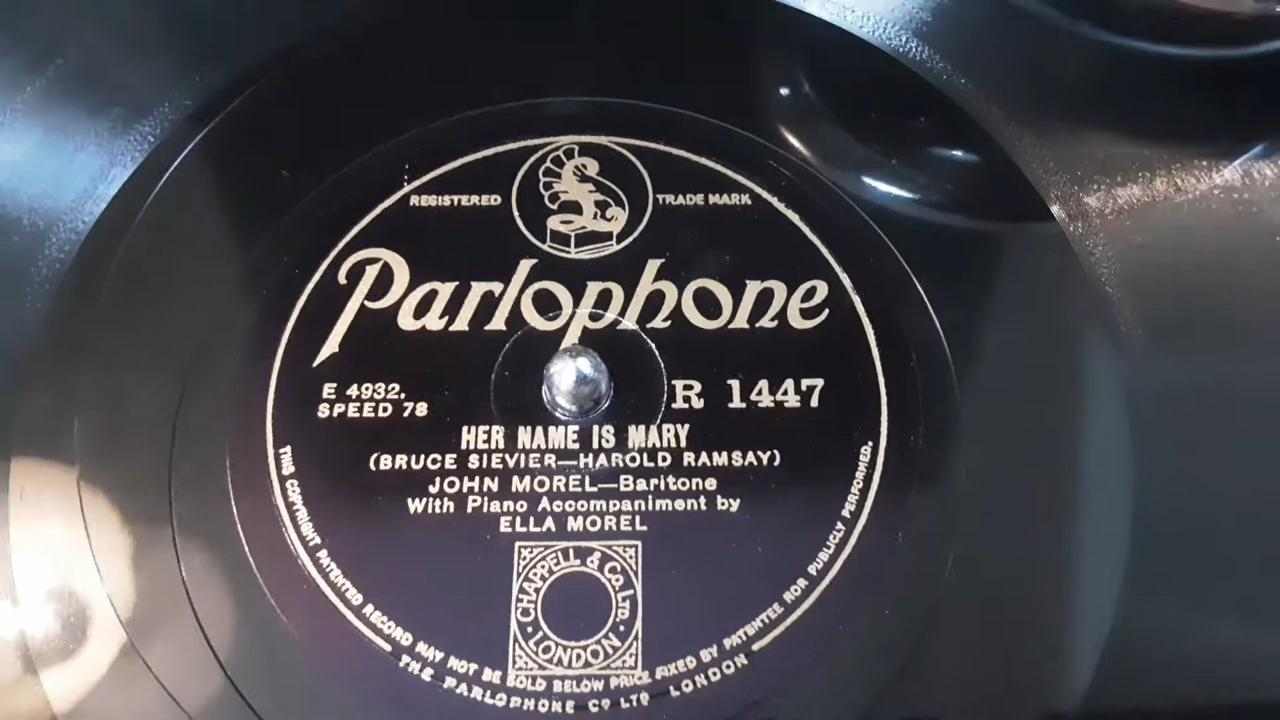 REGISTERED TRADE MARK
Parlophone
E 4932.
SPEED 78
R 1447
HER NAME IS MARY
(BRUCE SIEVIER—HAROLD RAMSAY)
JOHN MOREL—Baritone
With Piano Accompaniment by
ELLA MOREL
CHAPPELL & Co. LTD.
· LONDON ·
THIS COPYRIGHT PATENTED RECORD MAY NOT BE SOLD BELOW PRICE FIXED BY PATENTEE NOR PUBLICLY PERFORMED.
THE PARLOPHONE CO LTD LONDON